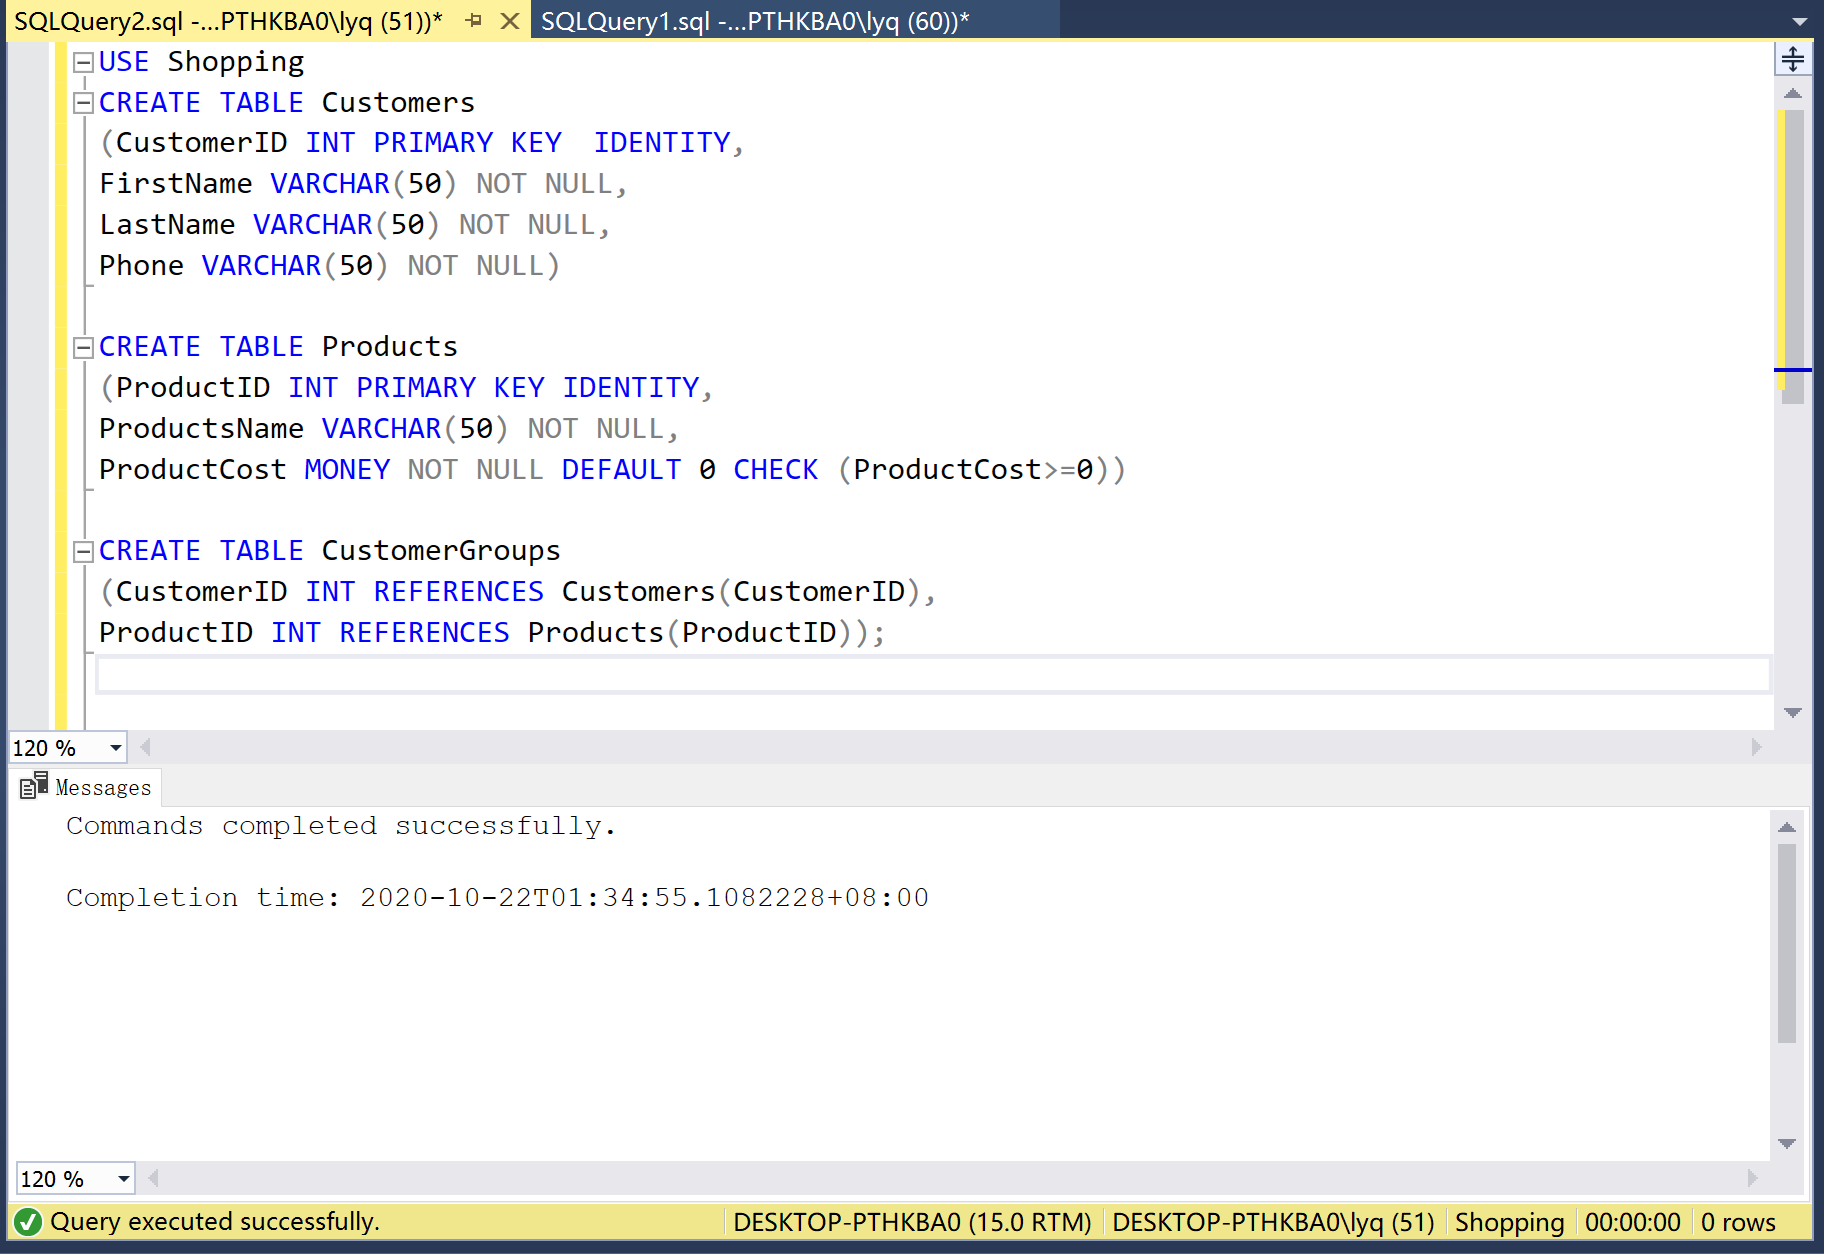 SQLQuery2.sql -...PTHKBA0\lyq (51))*
SQLQuery1.sql -...PTHKBA0\lyq (60))*
USE Shopping
CREATE TABLE Customers
(CustomerID INT PRIMARY KEY  IDENTITY,
FirstName VARCHAR(50) NOT NULL,
LastName VARCHAR(50) NOT NULL,
Phone VARCHAR(50) NOT NULL)
CREATE TABLE Products
(ProductID INT PRIMARY KEY IDENTITY,
ProductsName VARCHAR(50) NOT NULL,
ProductCost MONEY NOT NULL DEFAULT 0 CHECK (ProductCost>=0))
CREATE TABLE CustomerGroups
(CustomerID INT REFERENCES Customers(CustomerID),
ProductID INT REFERENCES Products(ProductID));
120 %
Messages
Commands completed successfully.
Completion time: 2020-10-22T01:34:55.1082228+08:00
120 %
Query executed successfully.
DESKTOP-PTHKBA0 (15.0 RTM)
DESKTOP-PTHKBA0\lyq (51)
Shopping
00:00:00
0 rows